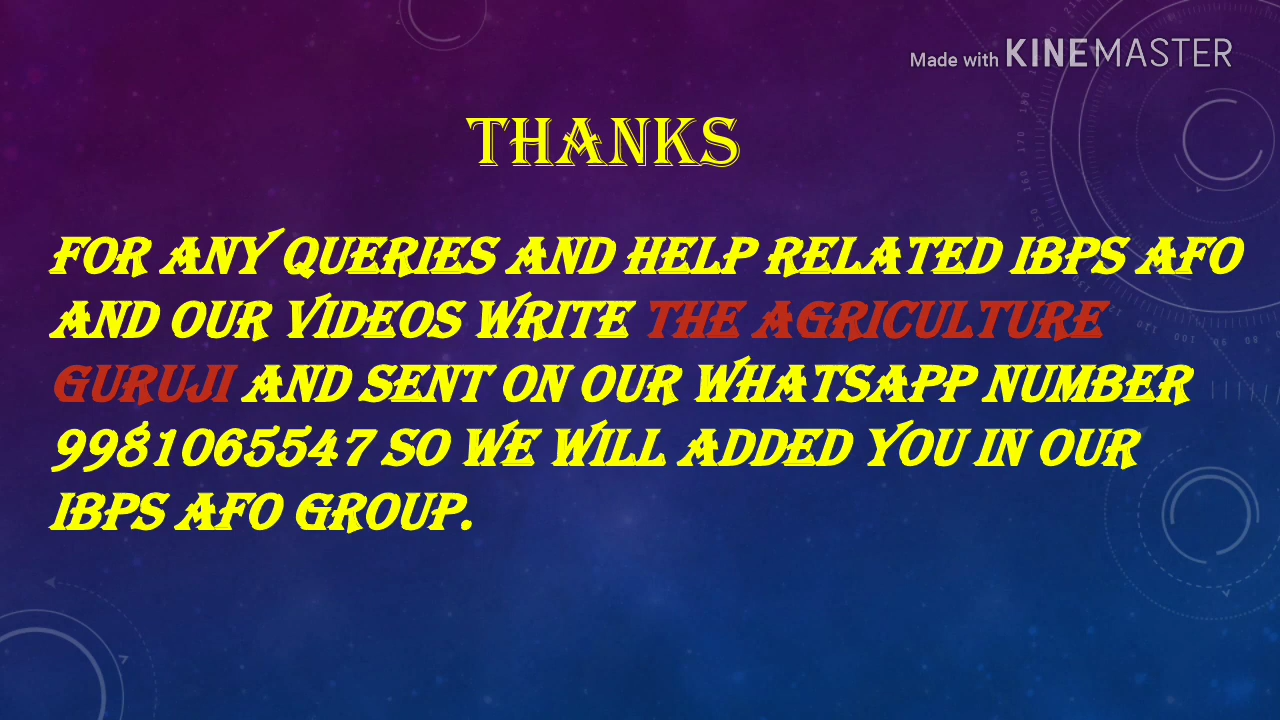 Made with KINEMASTER
THANKS
FOR ANY QUERIES AND HELP RELATED IBPS AFO
AND OUR VIDEOS WRITE THE AGRICULTURE
GURUJI AND SENT ON OUR WHATSAPP NUMBER
9981065547 SO WE WILL ADDED YOU IN OUR
IBPS AFO GROUP.